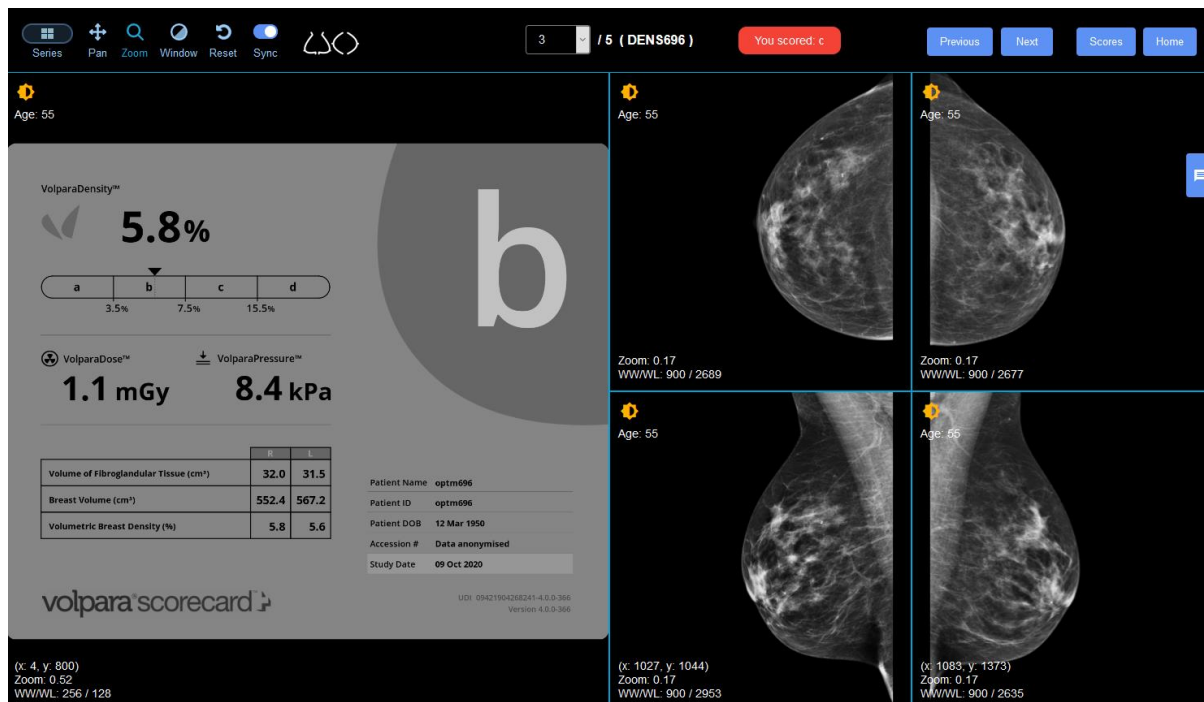 Series Pan Zoom Window Reset Sync 3 / 5 ( DENS696 ) You scored: c Previous Next Scores Home
Age: 55
VolparaDensity™
5.8%
a b c d
3.5% 7.5% 15.5%
b
VolparaDose™ VolparaPressure™
1.1 mGy 8.4 kPa
R L
Volume of Fibroglandular Tissue (cm³) 32.0 31.5
Breast Volume (cm³) 552.4 567.2
Volumetric Breast Density (%) 5.8 5.6
Patient Name optm696
Patient ID optm696
Patient DOB 12 Mar 1950
Accession # Data anonymised
Study Date 09 Oct 2020
volpara scorecard™
UDI 09421904268241-4.0.0-366
Version 4.0.0-366
(x: 4, y: 800)
Zoom: 0.52
WW/WL: 256 / 128
Age: 55
Zoom: 0.17
WW/WL: 900 / 2689
Age: 55
Zoom: 0.17
WW/WL: 900 / 2677
Age: 55
(x: 1027, y: 1044)
Zoom: 0.17
WW/WL: 900 / 2953
Age: 55
(x: 1083, y: 1373)
Zoom: 0.17
WW/WL: 900 / 2635